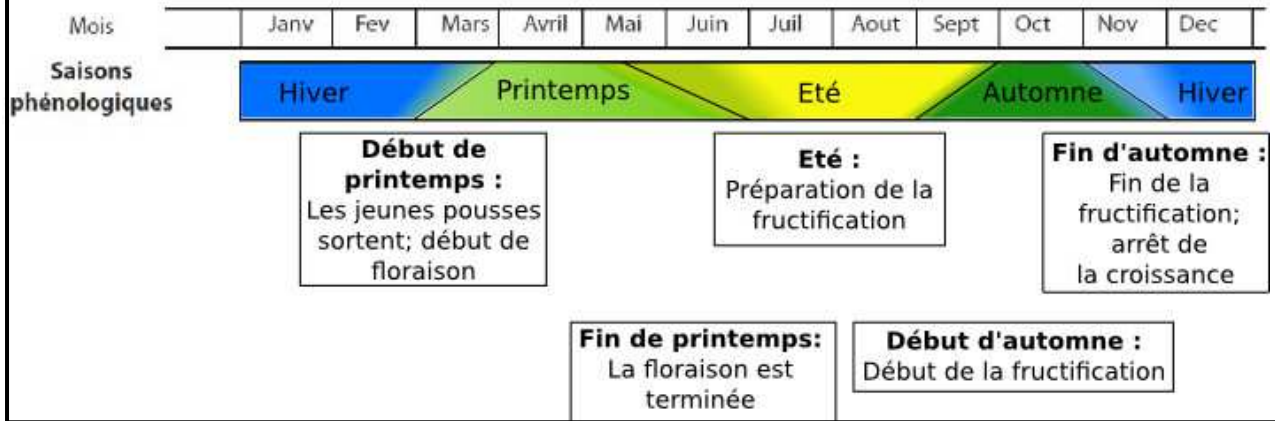 Mois Janv Fev Mars Avril Mai Juin Juil Aout Sept Oct Nov Dec
Saisons
phénologiques
Hiver Printemps Eté Automne Hiver
Début de
printemps :
Les jeunes pousses
sortent; début de
floraison
Eté :
Préparation de la
fructification
Fin d'automne :
Fin de la
fructification;
arrêt de
la croissance
Fin de printemps:
La floraison est
terminée
Début d'automne :
Début de la fructification